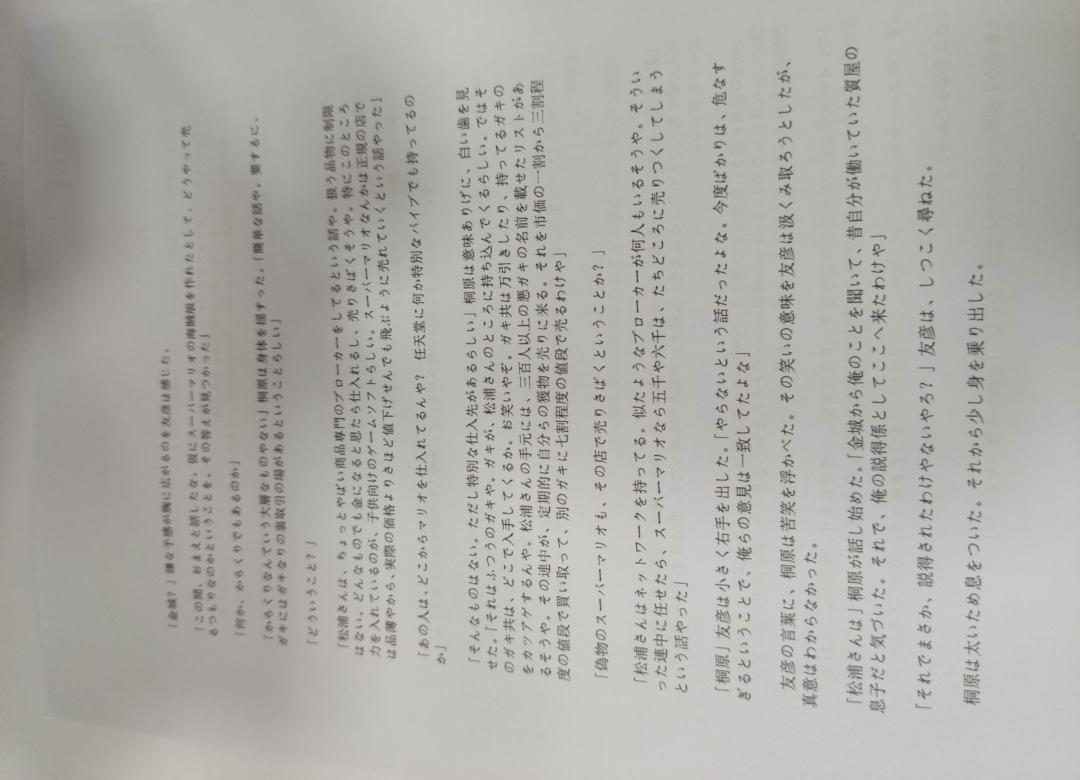 「金城？」嫌な予感が胸に広がるのを友彦は感じた。
「この間、おまえと話したな、仮にスーパーマリオの海賊版を作れたとして、どうやって売
るつもりなのかということを。その答えが見つかった」
「何か、からくりでもあるのか」
「からくりなんていう大層なものやない」桐原は身体を揺すった。「簡単な話や。要するに、
ガキにはガキなりの裏取引の場があるということらしい」
「どういうこと？」
「松浦さんは、ちょっとやばい商品専門のブローカーをしてるという話や。扱う品物に制限
はない。どんなものでも金になると思たら仕入れるし、売りさばくそうや。特にこのところ
力を入れているのが、子供向けのゲームソフトらしい。スーパーマリオなんかは正規の店で
は品薄やから、実際の価格よりさほど値下げせんでも飛ぶように売れていくという話やった」
「あの人は、どこからマリオを仕入れてるんや？ 任天堂に何か特別なパイプでも持ってるの
か」
「そんなものはない。ただし特別な仕入先があるらしい」桐原は意味ありげに、白い歯を見
せた。「それはふつうのガキや。ガキが、松浦さんのところに持ち込んでくるらしい。ではそ
のガキ共は、どこで入手してくるか。お笑いやぞ。ガキ共は万引きしたり、持ってるガキの
をカツアゲするんや。松浦さんの手元には、三百人以上の悪ガキの名前を載せたリストがあ
るそうや。その連中が、定期的に自分らの獲物を売りに来る。それを市価の一割から三割程
度の値段で買い取って、別のガキに七割程度の値段で売るわけや」
「偽物のスーパーマリオも、その店で売りさばくということか？」
「松浦さんはネットワークを持ってる。似たようなブローカーが何人もいるそうや。そうい
った連中に任せたら、スーパーマリオなら五千や六千は、たちどころに売りつくしてしまう
という話やった」
「桐原」友彦は小さく右手を出した。「やらないという話だったよな。今度ばかりは、危なす
ぎるということで、俺らの意見は一致してたよな」
友彦の言葉に、桐原は苦笑を浮かべた。その笑いの意味を友彦は汲み取ろうとしたが、
真意はわからなかった。
「松浦さんは」桐原が話し始めた。「金城から俺のことを聞いて、昔自分が働いていた質屋の
息子だと気づいた。それで、俺の説得係としてここへ来たわけや」
「それでまさか、説得されたわけやないやろ？」友彦は、しつこく尋ねた。
桐原は太いため息をついた。それから少し身を乗り出した。